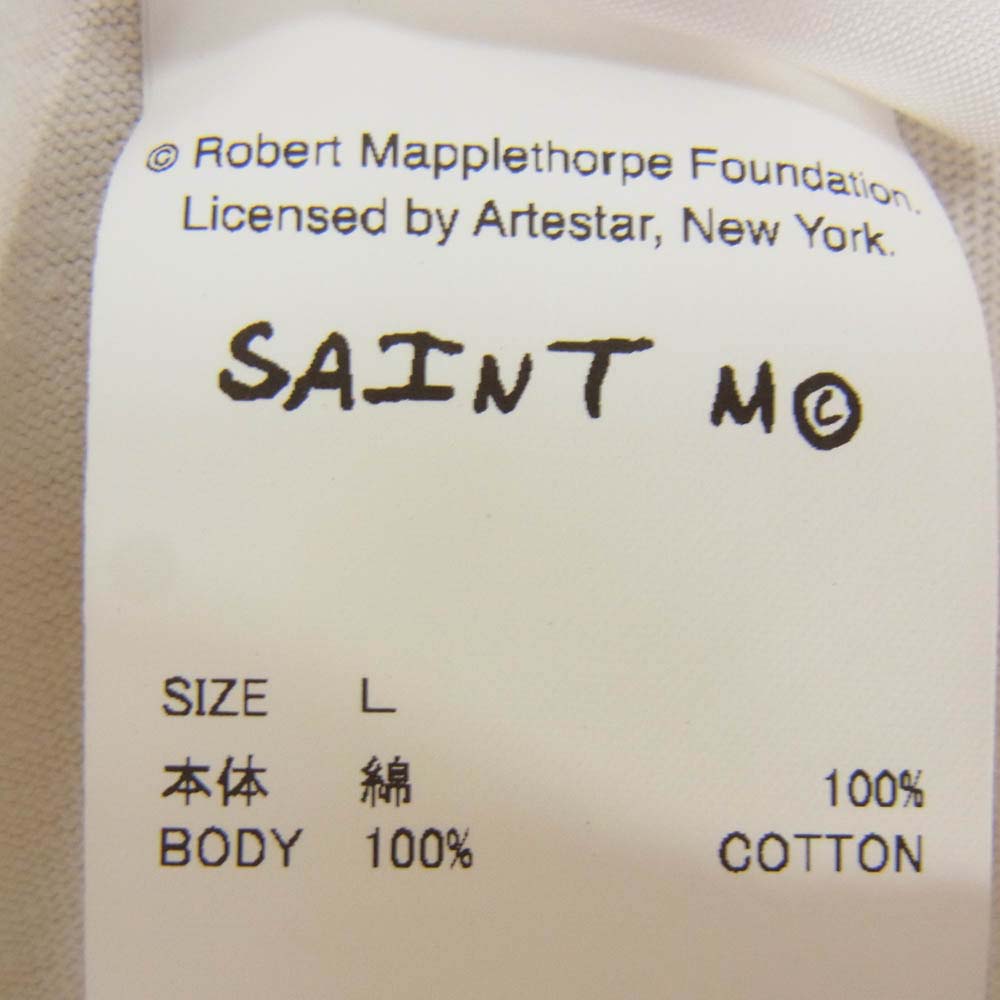 © Robert Mapplethorpe Foundation.
Licensed by Artestar, New York.
SAINT M©
SIZE L
本体 綿 100%
BODY 100% COTTON